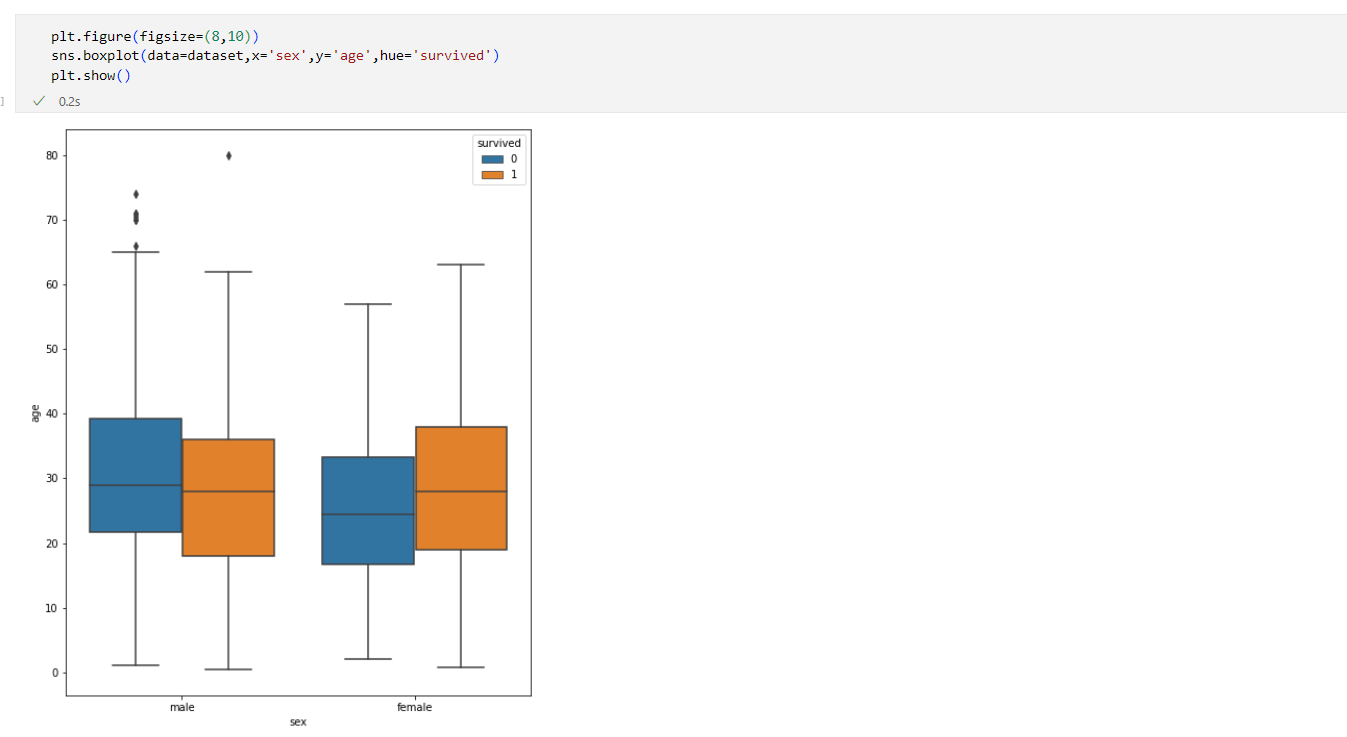 plt.figure(figsize=(8,10))
sns.boxplot(data=dataset,x='sex',y='age',hue='survived')
plt.show()
]
0.2s
survived
0
1
80
70
60
50
40
30
20
10
0
age
male female
sex